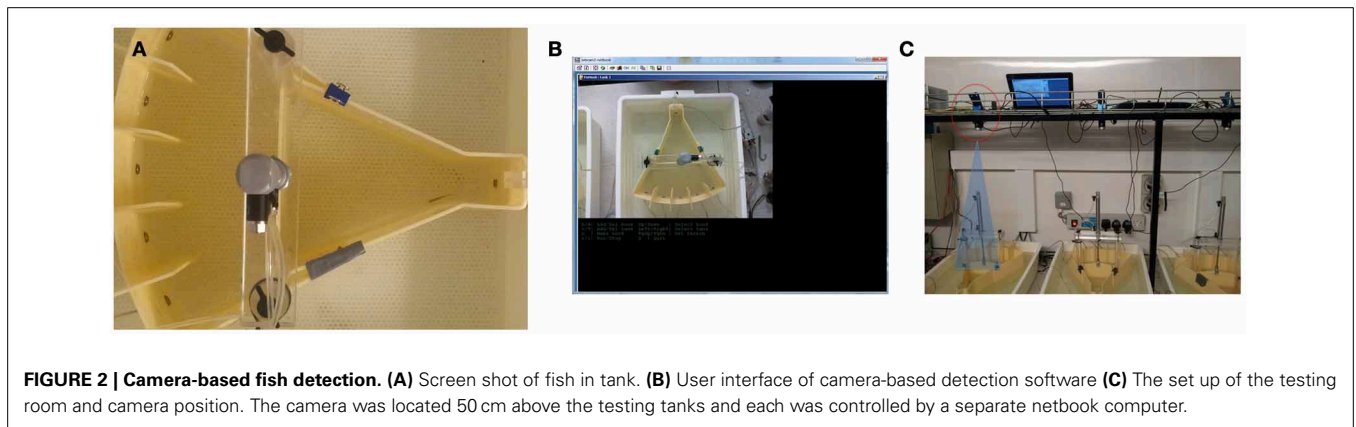 A
B
C
FIGURE 2 | Camera-based fish detection. (A) Screen shot of fish in tank. (B) User interface of camera-based detection software (C) The set up of the testing
room and camera position. The camera was located 50 cm above the testing tanks and each was controlled by a separate netbook computer.